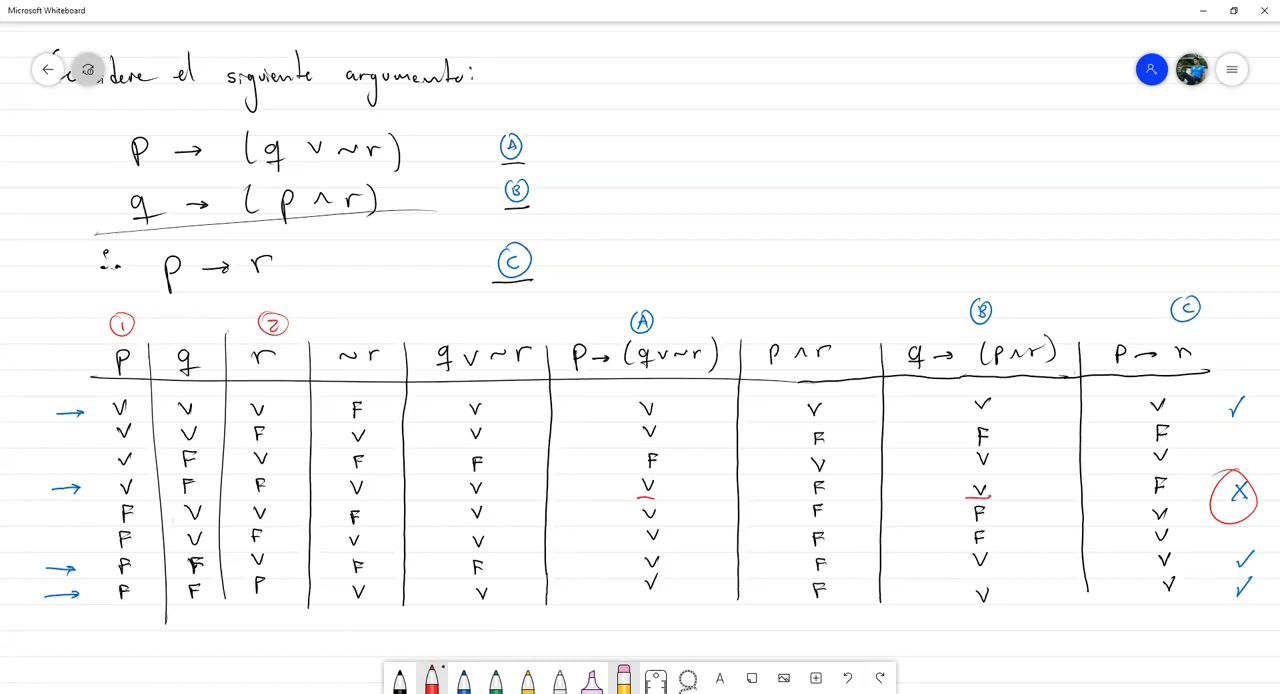 Microsoft Whiteboard
el siguiente argumento:
p → (q ∨ ~r) A
q → (p ∧ r) B
∴ p → r C
1 2 A B C
p q r ~r q ∨ ~r p → (q ∨ ~r) p ∧ r q → (p ∧ r) p → r
→ V V V F V V V V V ✓
V V F V V V F F F
V F V F F F V V V
→ V F F V V V F V F X
F V V F V V F F V
F V F V V V F F V
→ F F V F F V F V V ✓
→ F F F V V V F V V ✓
A